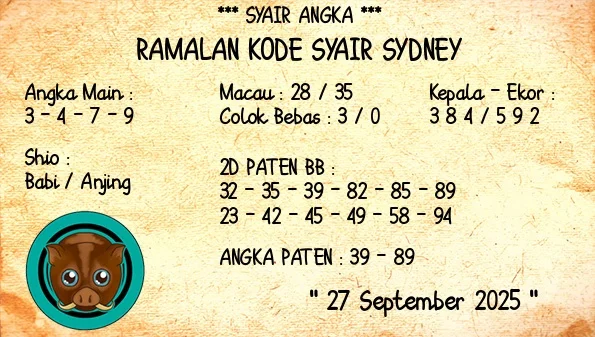 *** SYAIR ANGKA ***
RAMALAN KODE SYAIR SYDNEY
Angka Main :
3 - 4 - 7 - 9
Macau : 28 / 35
Colok Bebas : 3 / 0
Kepala - Ekor :
3 8 4 / 5 9 2
Shio :
Babi / Anjing
2D PATEN BB :
32 - 35 - 39 - 82 - 85 - 89
23 - 42 - 45 - 49 - 58 - 94
ANGKA PATEN : 39 - 89
" 27 September 2025 "